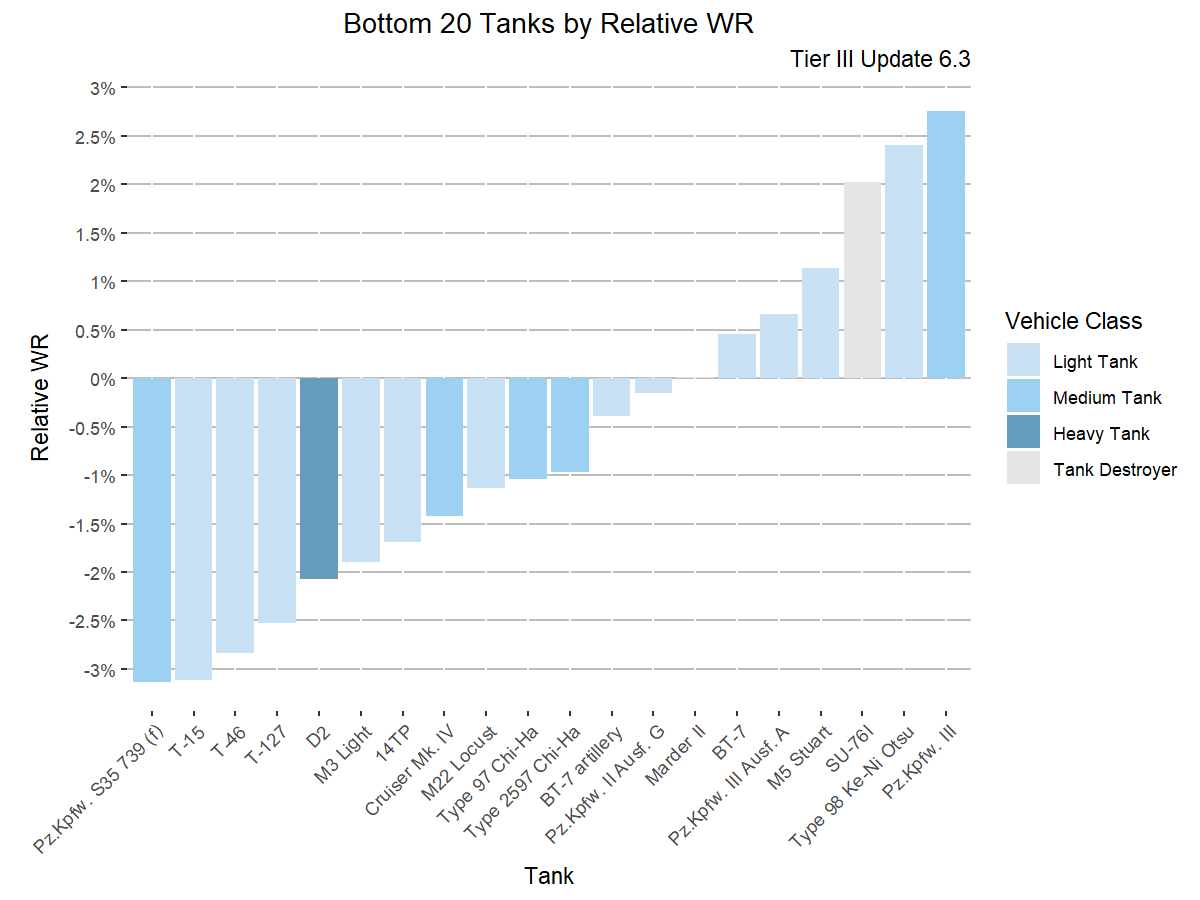 Bottom 20 Tanks by Relative WR
Tier III Update 6.3
3%
2.5%
2%
1.5%
1%
0.5%
0%
-0.5%
-1%
-1.5%
-2%
-2.5%
-3%
Relative WR
Pz.Kpfw. S35 739 (f)
T-15
T-46
T-127
D2
M3 Light
14TP
Cruiser Mk. IV
M22 Locust
Type 97 Chi-Ha
Type 2597 Chi-Ha
BT-7 artillery
Pz.Kpfw. II Ausf. G
Marder II
BT-7
Pz.Kpfw. III Ausf. A
M5 Stuart
SU-76I
Type 98 Ke-Ni Otsu
Pz.Kpfw. III
Tank
Vehicle Class
Light Tank
Medium Tank
Heavy Tank
Tank Destroyer